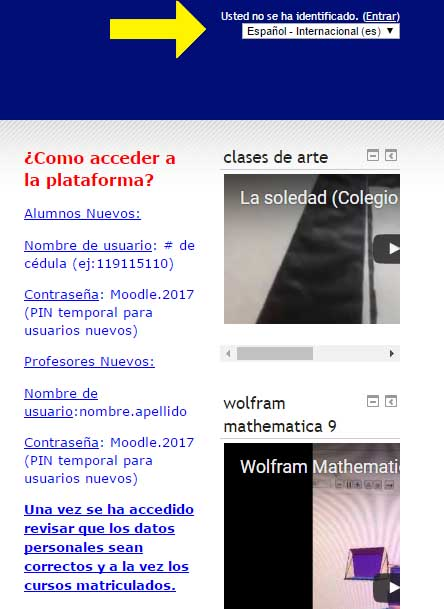 Usted no se ha identificado. (Entrar)
Español - Internacional (es)
¿Como acceder a
la plataforma?
Alumnos Nuevos:
Nombre de usuario: # de
cédula (ej:119115110)
Contraseña: Moodle.2017
(PIN temporal para
usuarios nuevos)
Profesores Nuevos:
Nombre de
usuario:nombre.apellido
Contraseña: Moodle.2017
(PIN temporal para
usuarios nuevos)
Una vez se ha accedido
revisar que los datos
personales sean
correctos y a la vez los
cursos matriculados.
clases de arte
La soledad (Colegio
wolfram
mathematica 9
Wolfram Mathematic